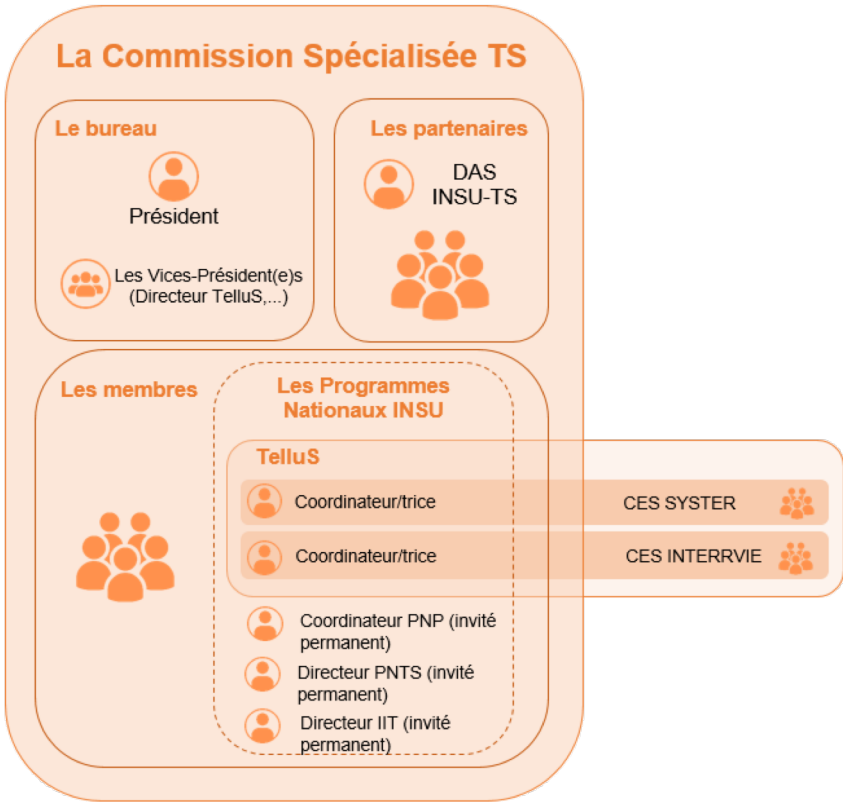 La Commission Spécialisée TS
Le bureau
Président
Les Vices-Président(e)s
(Directeur TelluS,...)
Les partenaires
DAS
INSU-TS
Les membres
Les Programmes
Nationaux INSU
TelluS
Coordinateur/trice
CES SYSTER
Coordinateur/trice
CES INTERRVIE
Coordinateur PNP (invité
permanent)
Directeur PNTS (invité
permanent)
Directeur IIT (invité
permanent)